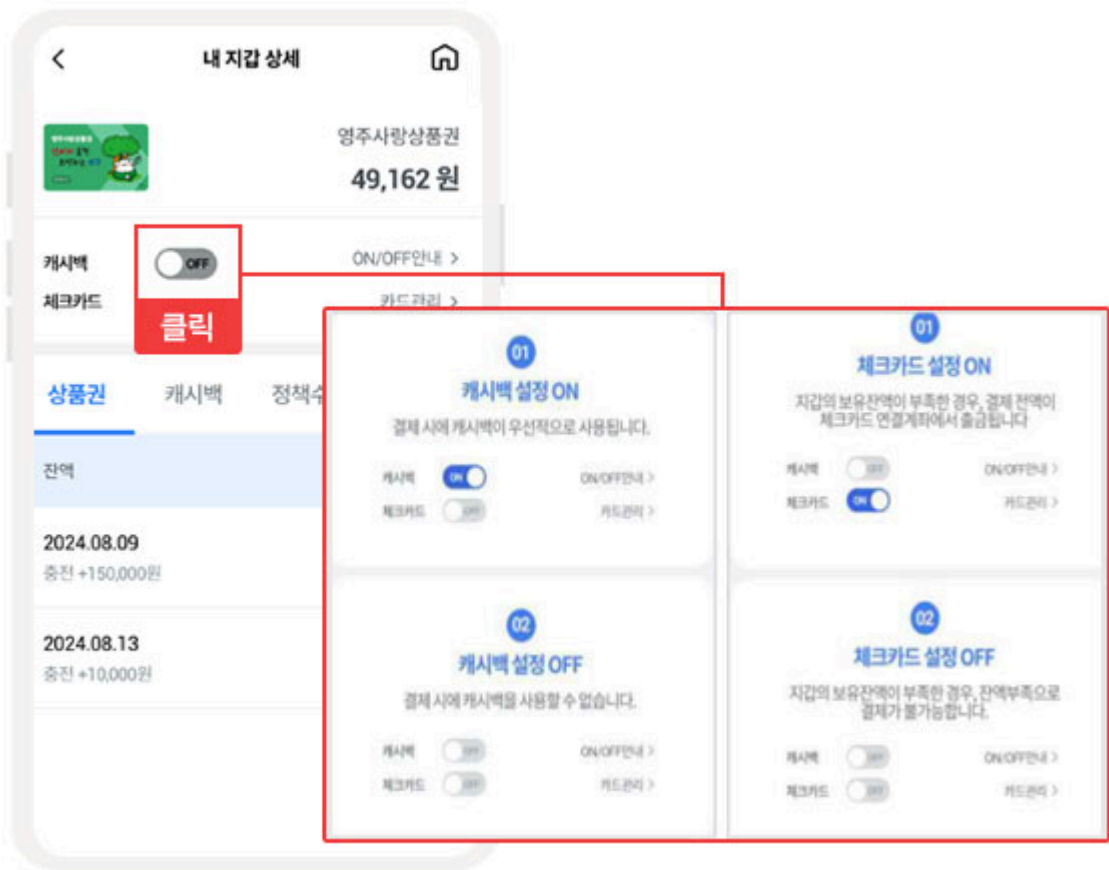 내 지갑 상세
영주사랑상품권
49,162 원
캐시백
OFF
ON/OFF안내 >
체크카드
카드관리 >
클릭
상품권
캐시백
잔액
2024.08.09
충전 +150,000원
2024.08.13
충전 +10,000원
01
캐시백 설정 ON
결제 시에 캐시백이 우선적으로 사용됩니다.
캐시백 ON ON/OFF안내 >
체크카드 OFF 카드관리 >
02
캐시백 설정 OFF
결제 시에 캐시백을 사용할 수 없습니다.
캐시백 OFF ON/OFF안내 >
체크카드 OFF 카드관리 >
01
체크카드 설정 ON
지갑의 보유잔액이 부족한 경우, 결제 전액이
체크카드 연결계좌에서 출금됩니다
캐시백 OFF ON/OFF안내 >
체크카드 ON 카드관리 >
02
체크카드 설정 OFF
지갑의 보유잔액이 부족한 경우, 잔액부족으로
결제가 불가능합니다.
캐시백 OFF ON/OFF안내 >
체크카드 OFF 카드관리 >